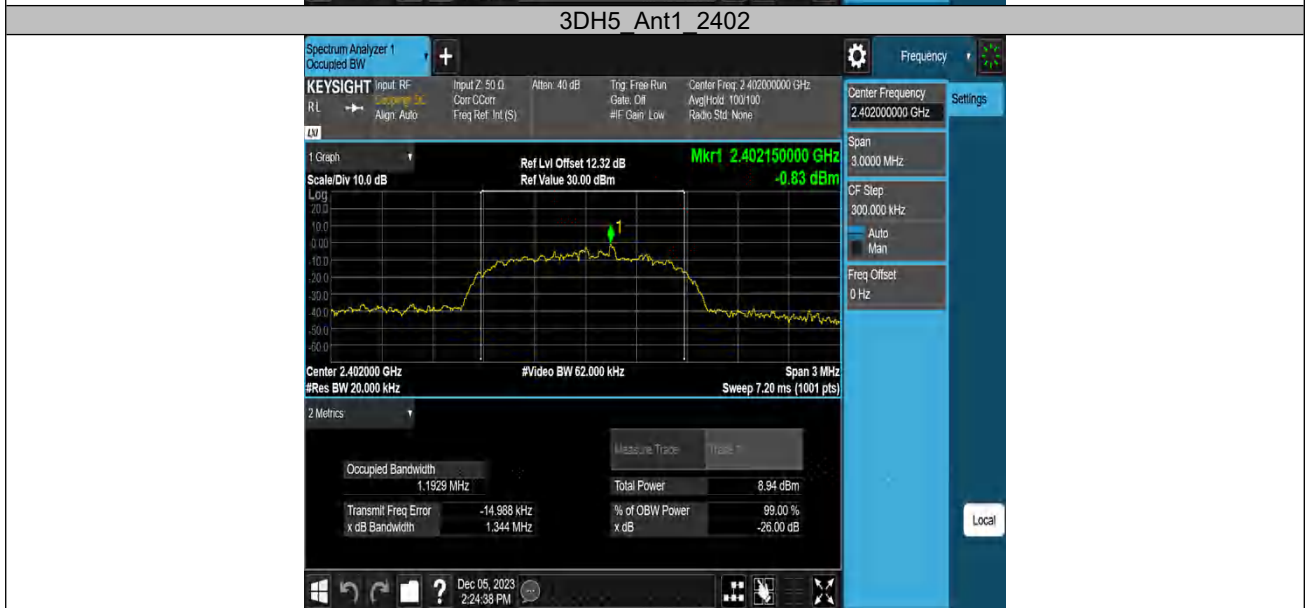 3DH5_Ant1_2402
Spectrum Analyzer 1
Occupied BW
+
Frequency
KEYSIGHT Input: RF
RL
Align: Auto
LXI
Input Z: 50 Ω
Corr CCorr
Freq Ref: Int (S)
Atten: 40 dB
Trig: Free Run
Gate: Off
#IF Gain: Low
Center Freq: 2.402000000 GHz
Avg|Hold: 100/100
Radio Std: None
Center Frequency
2.402000000 GHz
Settings
Span
3.0000 MHz
CF Step
300.000 kHz
Auto
Man
Freq Offset
0 Hz
1 Graph
Scale/Div 10.0 dB
Ref Lvl Offset 12.32 dB
Ref Value 30.00 dBm
Mkr1 2.402150000 GHz
-0.83 dBm
Log
20.0
10.0
0.00
-10.0
-20.0
-30.0
-40.0
-50.0
-60.0
1
Center 2.402000 GHz
#Res BW 20.000 kHz
#Video BW 62.000 kHz
Span 3 MHz
Sweep 7.20 ms (1001 pts)
2 Metrics
Measure Trace
Occupied Bandwidth
1.1929 MHz
Total Power 8.94 dBm
Transmit Freq Error -14.988 kHz
% of OBW Power 99.00 %
x dB Bandwidth 1.344 MHz
x dB -26.00 dB
Local
?
Dec 05, 2023
2:24:38 PM